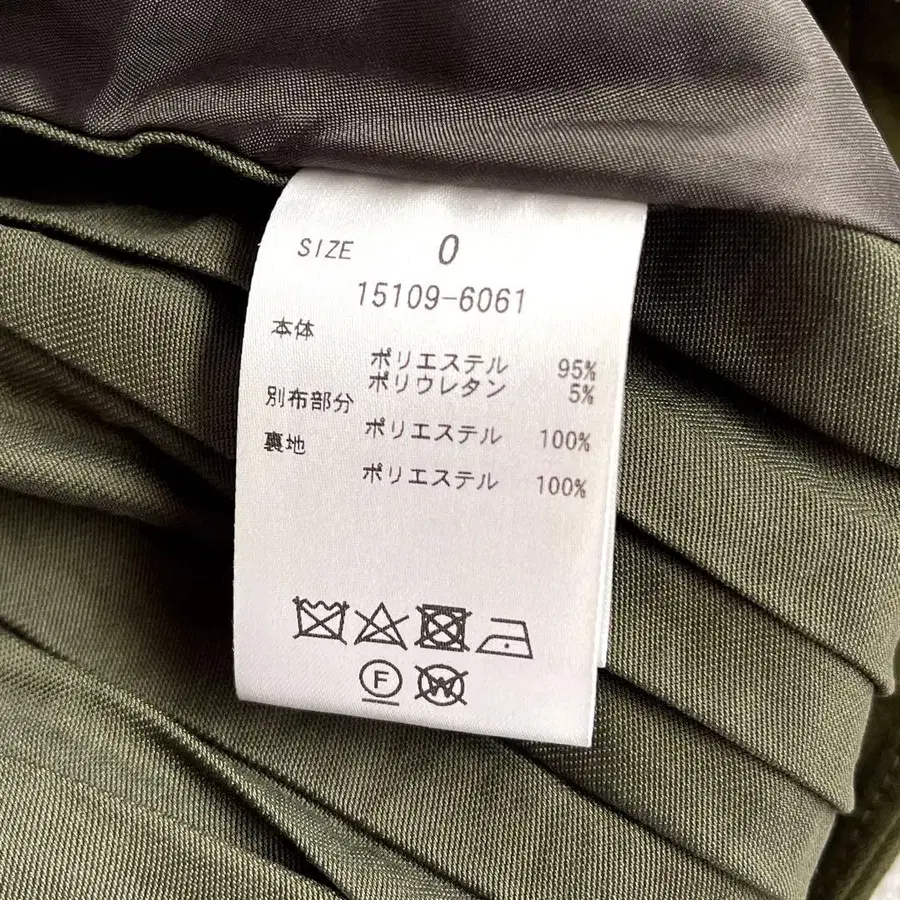 SIZE 0
15109-6061
本体
ポリエステル 95%
ポリウレタン 5%
別布部分
ポリエステル 100%
裏地
ポリエステル 100%
F
W